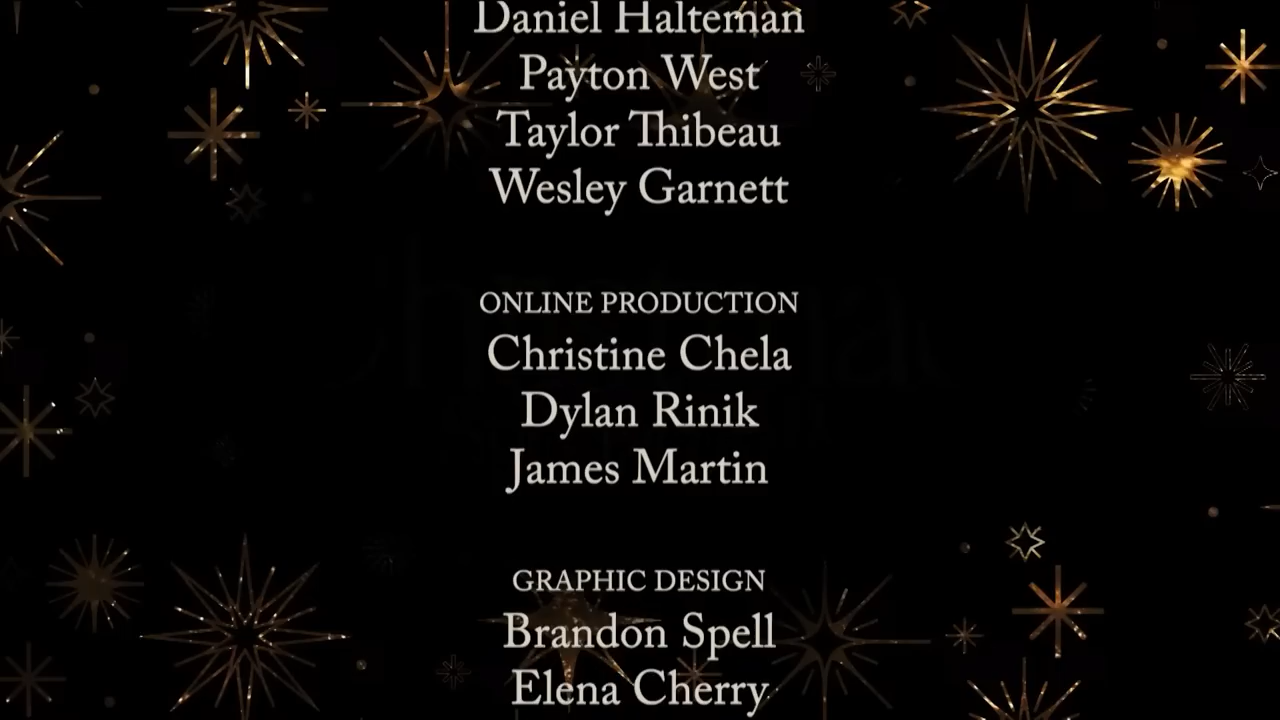 Daniel Halteman
Payton West
Taylor Thibeau
Wesley Garnett
ONLINE PRODUCTION
Christine Chela
Dylan Rinik
James Martin
GRAPHIC DESIGN
Brandon Spell
Elena Cherry